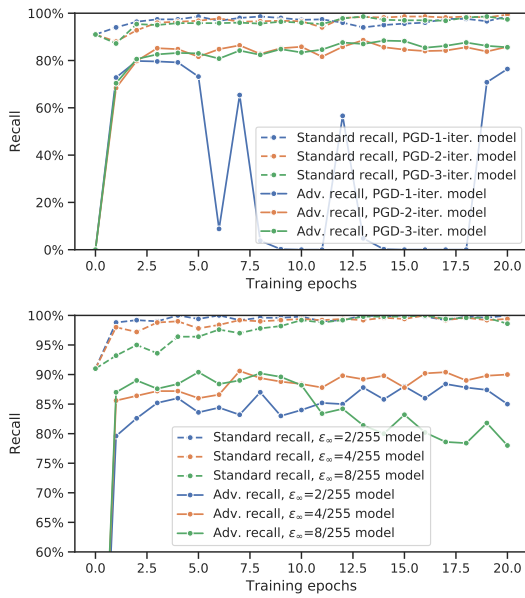 100%
80%
60%
40%
20%
0%
Recall
Standard recall, PGD-1-iter. model
Standard recall, PGD-2-iter. model
Standard recall, PGD-3-iter. model
Adv. recall, PGD-1-iter. model
Adv. recall, PGD-2-iter. model
Adv. recall, PGD-3-iter. model
0.0 2.5 5.0 7.5 10.0 12.5 15.0 17.5 20.0
Training epochs
100%
95%
90%
85%
80%
75%
70%
65%
60%
Recall
Standard recall, ε∞=2/255 model
Standard recall, ε∞=4/255 model
Standard recall, ε∞=8/255 model
Adv. recall, ε∞=2/255 model
Adv. recall, ε∞=4/255 model
Adv. recall, ε∞=8/255 model
0.0 2.5 5.0 7.5 10.0 12.5 15.0 17.5 20.0
Training epochs